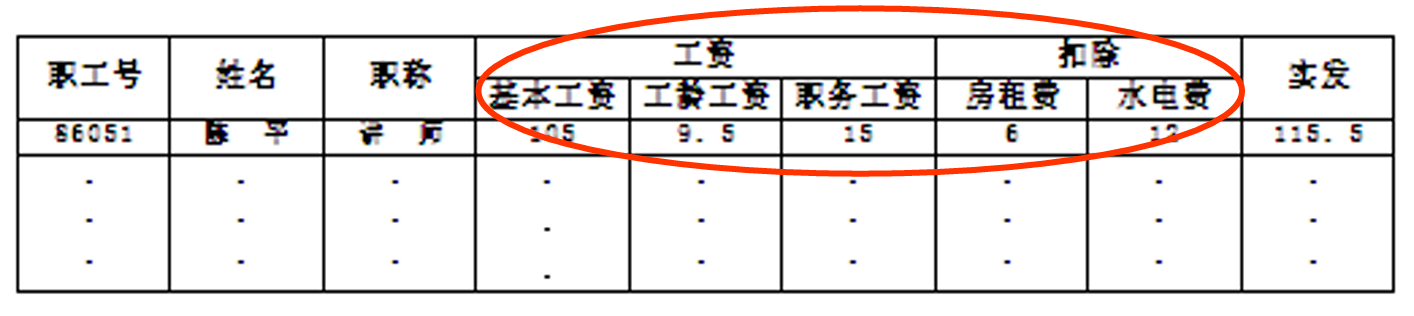 职工号 姓名 职称 工资 扣除 实发
基本工资 工龄工资 职务工资 房租费 水电费
86051 陈 平 讲 师 105 9.5 15 6 12 115.5